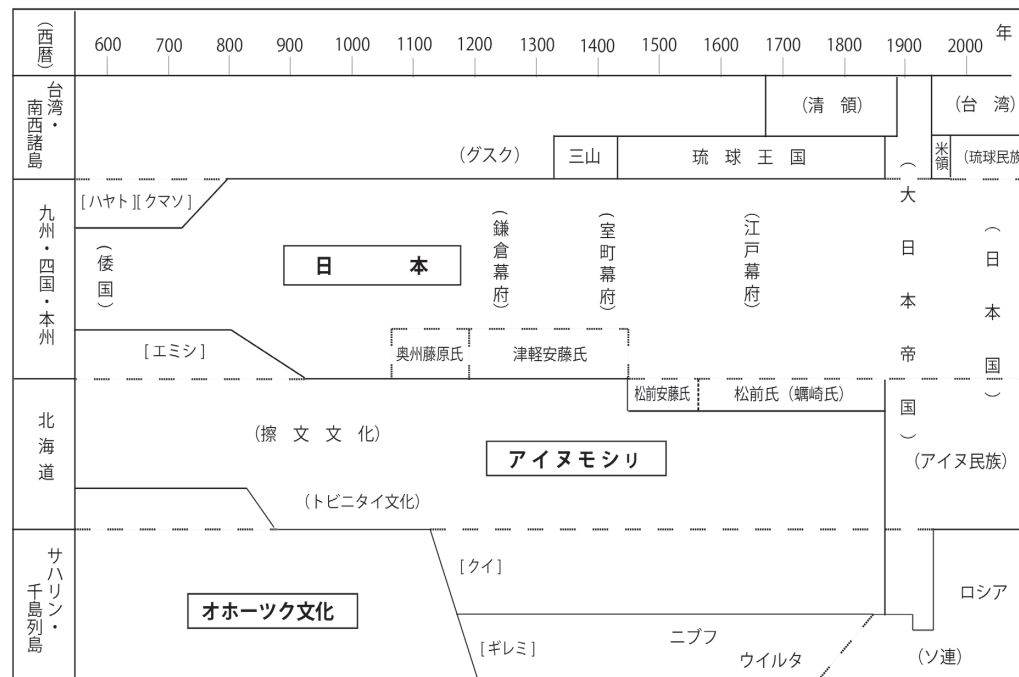 （西暦）
600 700 800 900 1000 1100 1200 1300 1400 1500 1600 1700 1800 1900 2000 年
台湾・南西諸島
（清　領）
（台　湾）
（グスク）
三山
琉　球　王　国
米領
（琉球民族
九州・四国・本州
[ハヤト][クマソ]
（倭国）
日　本
（鎌倉幕府）
（室町幕府）
（江戸幕府）
（大日本帝国）
（日本国）
[エミシ]
奥州藤原氏
津軽安藤氏
北海道
松前安藤氏
松前氏（蠣崎氏）
（擦　文　文　化）
アイヌモシリ
（アイヌ民族）
（トビニタイ文化）
サハリン・千島列島
[クイ]
オホーツク文化
ロシア
[ギレミ]
ニブフ
ウイルタ
（ソ連）